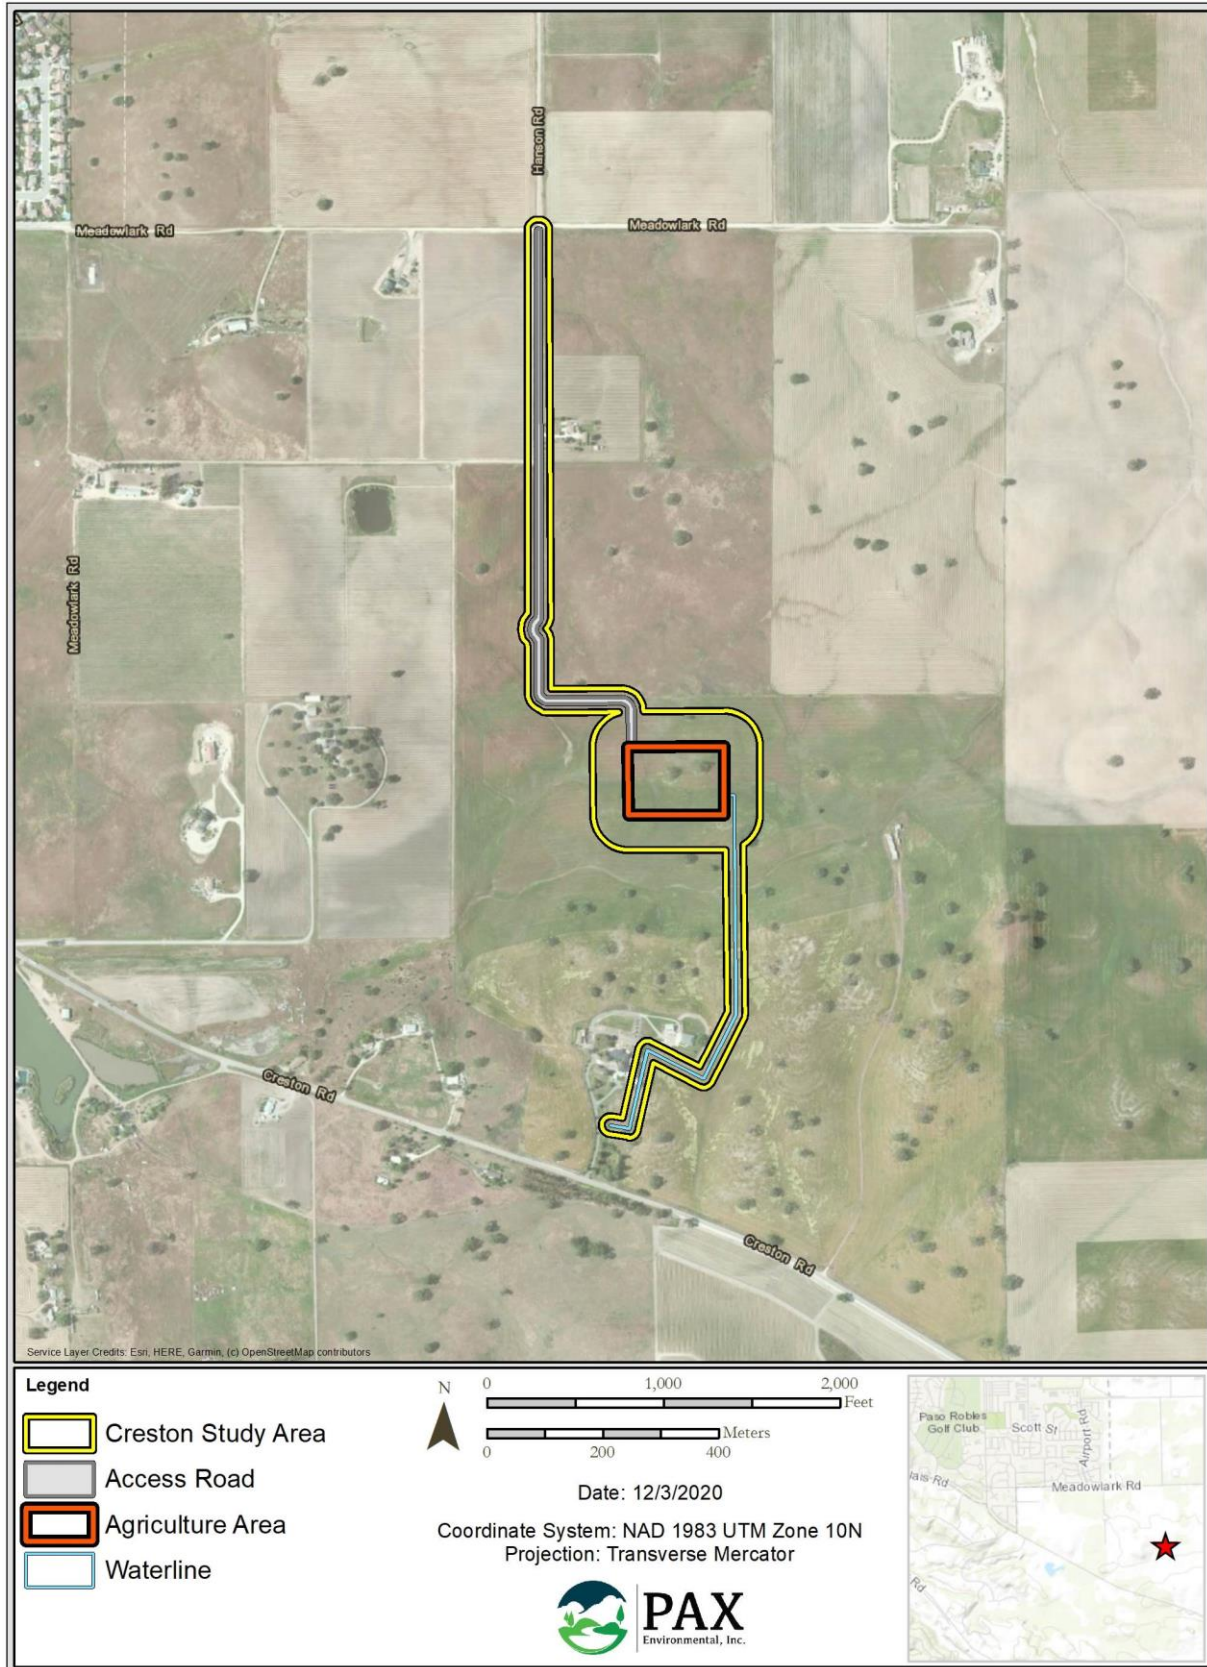 Hanson Rd
Meadowlark Rd
Meadowlark Rd
Meadowlark Rd
Creston Rd
Creston Rd
Service Layer Credits: Esri, HERE, Garmin, (c) OpenStreetMap contributors
Legend
Creston Study Area
Access Road
Agriculture Area
Waterline
N
0 1,000 2,000
Feet
Meters
0 200 400
Date: 12/3/2020
Coordinate System: NAD 1983 UTM Zone 10N
Projection: Transverse Mercator
PAX
Environmental, Inc.
Paso Robles
Golf Club
Scott St
Airport Rd
lais Rd
Meadowlark Rd
Rd